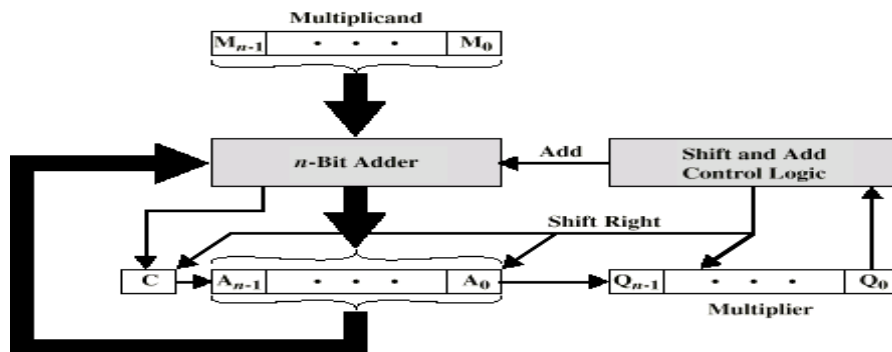 Multiplicand
Mn-1 • • • M0
n-Bit Adder
Add
Shift and Add
Control Logic
Shift Right
C
An-1 • • • A0
Qn-1 • • • Q0
Multiplier